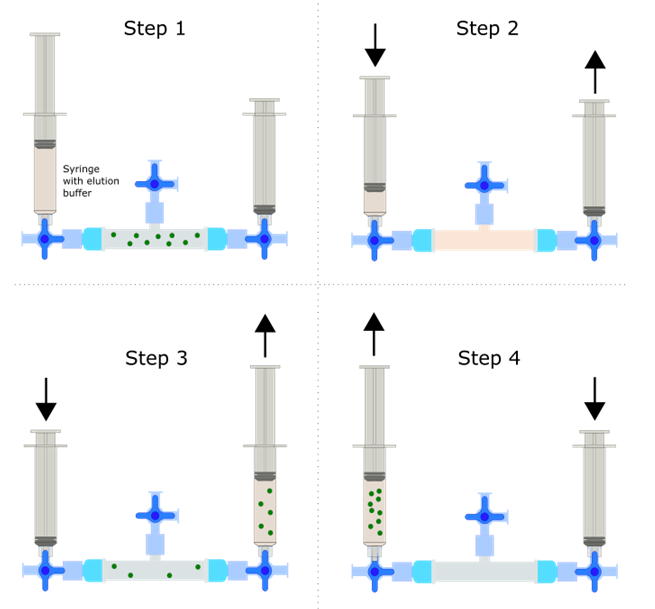 Step 1
Syringe
with elution
buffer
Step 2
Step 3
Step 4